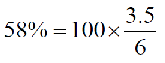 58% = 100 × 3.5/6